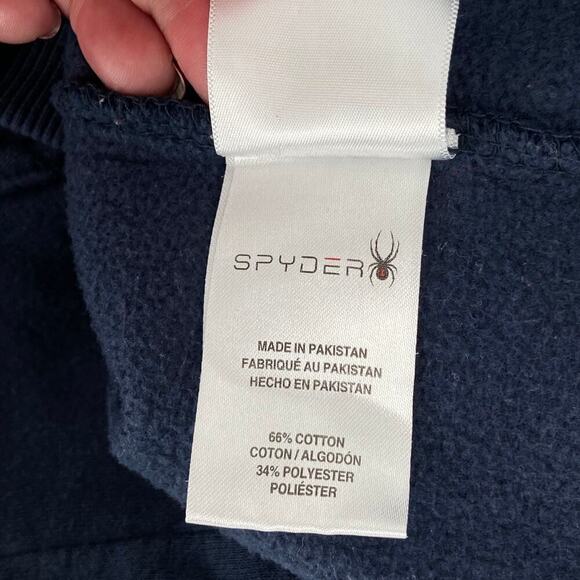 SPYDER
MADE IN PAKISTAN
FABRIQUÉ AU PAKISTAN
HECHO EN PAKISTAN
66% COTTON
COTON / ALGODÓN
34% POLYESTER
POLIÉSTER